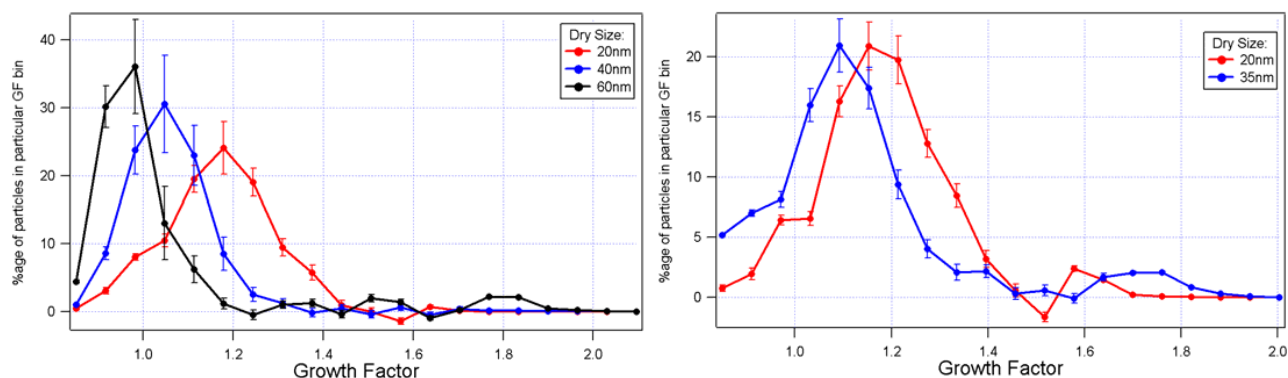 %age of particles in particular GF bin
40
30
20
10
0
Dry Size:
20nm
40nm
60nm
1.0 1.2 1.4 1.6 1.8 2.0
Growth Factor
%age of particles in particular GF bin
20
15
10
5
0
Dry Size:
20nm
35nm
1.0 1.2 1.4 1.6 1.8 2.0
Growth Factor